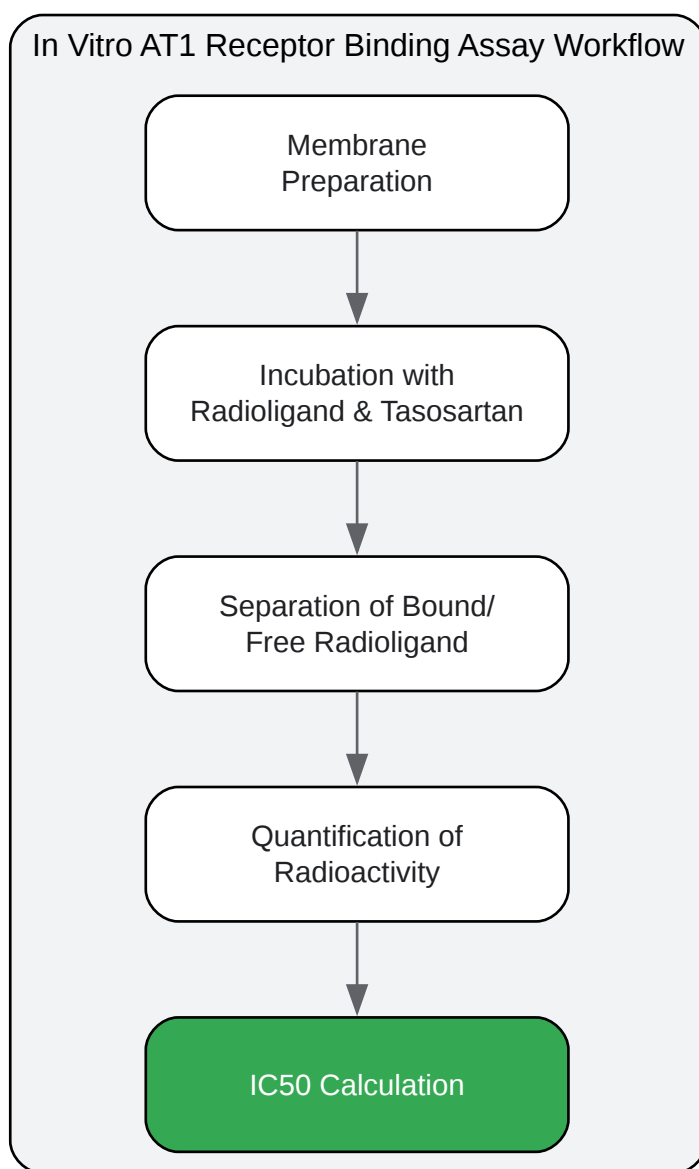 In Vitro AT1 Receptor Binding Assay Workflow
Membrane
Preparation
Incubation with
Radioligand & Tasosartan
Separation of Bound/
Free Radioligand
Quantification of
Radioactivity
IC50 Calculation